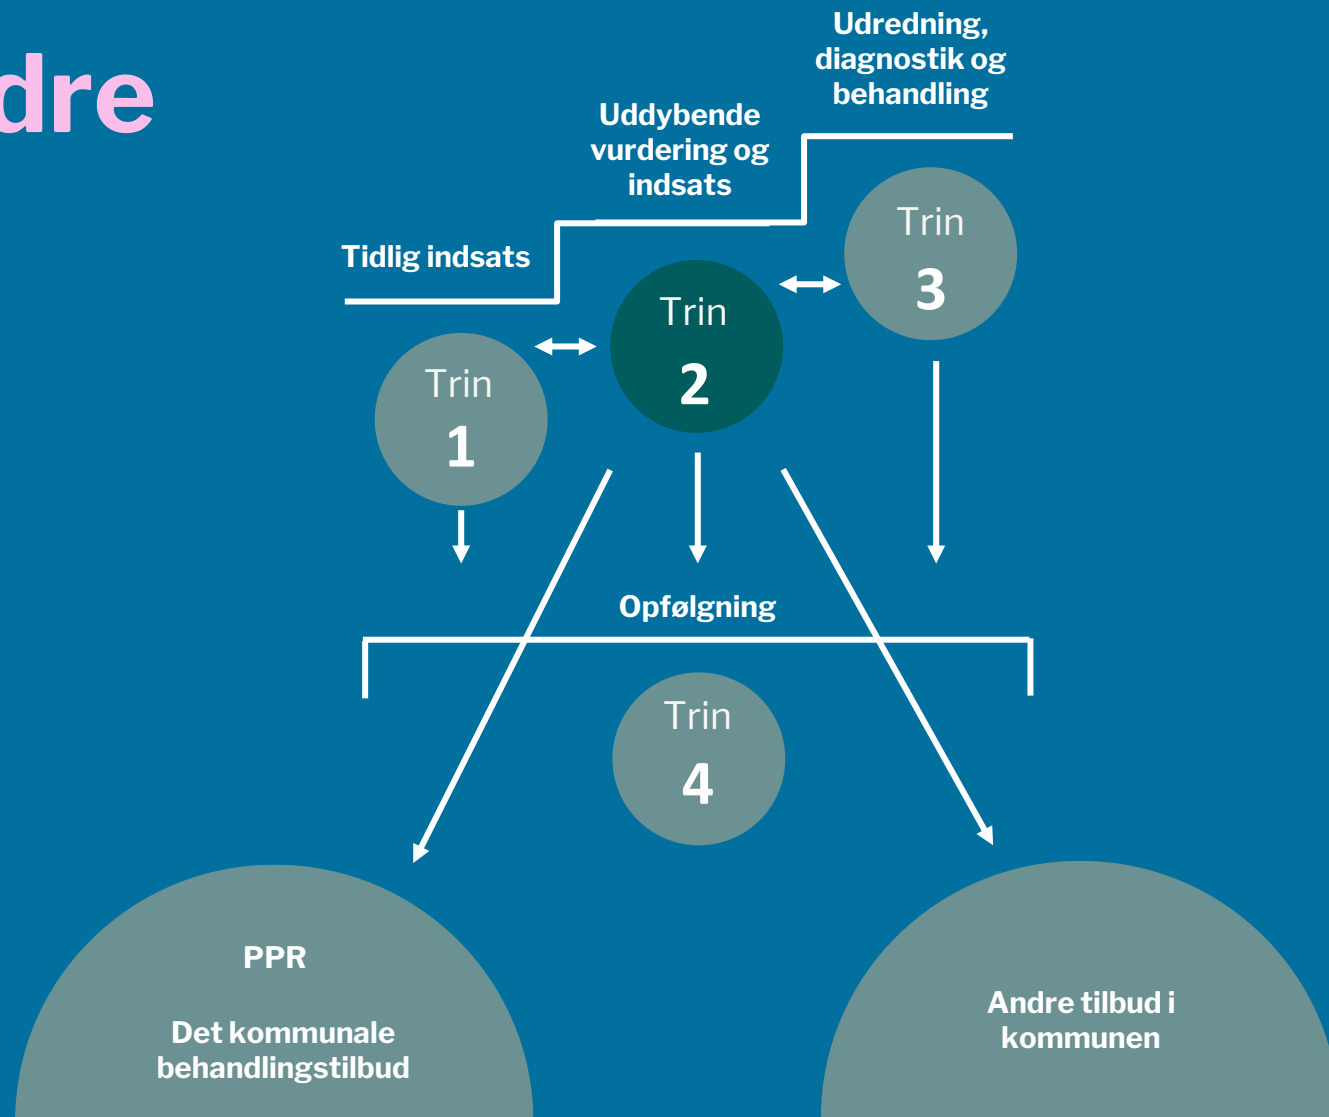 dre
Udredning,
diagnostik og
behandling
Uddybende
vurdering og
indsats
Tidlig indsats
Trin
3
Trin
2
Trin
1
Opfølgning
Trin
4
PPR
Det kommunale
behandlingstilbud
Andre tilbud i
kommunen